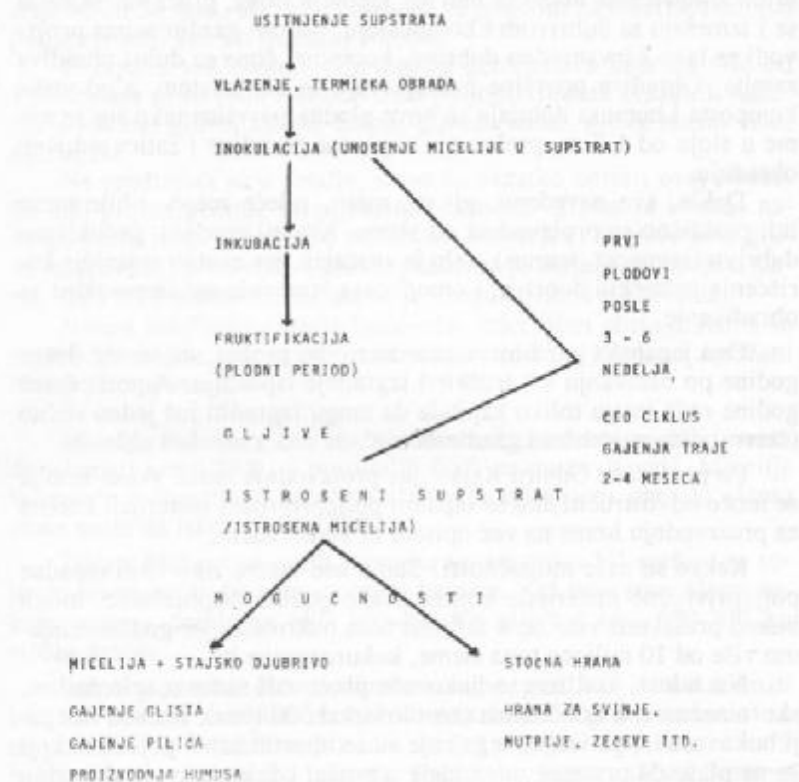 USITNJENJE SUPSTRATA
VLAŽENJE, TERMIČKA OBRADA
INOKULACIJA (UNOSENJE MICELIJE U SUPSTRAT)
INKUBACIJA
FRUKTIFIKACIJA
(PLODNI PERIOD)
G L J I V E
PRVI
PLODOVI
POSLE
3 - 6
NEDELJA
CEO CIKLUS
GAJENJA TRAJE
2-4 MESECA
I S T R O Š E N I   S U P S T R A T
/ISTROSENA MICELIJA)
M O G U Ć N O S T I
MICELIJA + STAJSKO DJUBRIVO
GAJENJE GLISTA
GAJENJE PILIĆA
PROIZVODNJA HUMUSA
STOČNA HRANA
HRANA ZA SVINJE,
NUTRIJE, ZEČEVE ITD.